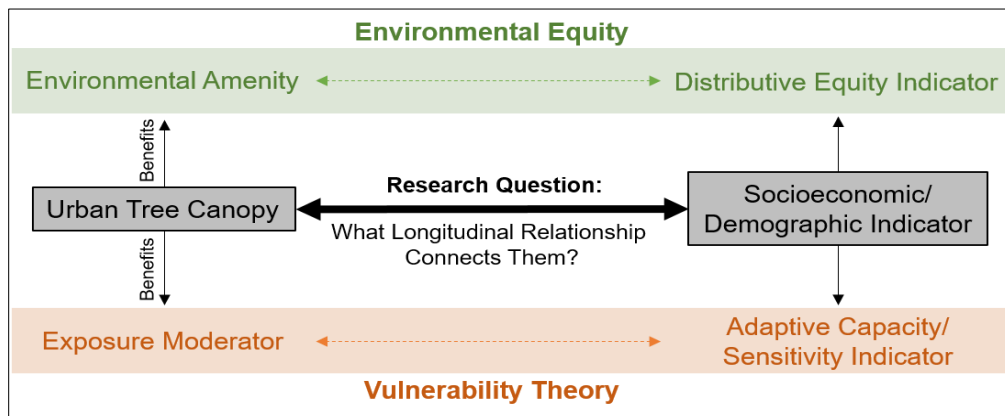 Environmental Equity
Environmental Amenity
Distributive Equity Indicator
Benefits
Urban Tree Canopy
Research Question:
What Longitudinal Relationship
Connects Them?
Socioeconomic/
Demographic Indicator
Benefits
Exposure Moderator
Adaptive Capacity/
Sensitivity Indicator
Vulnerability Theory